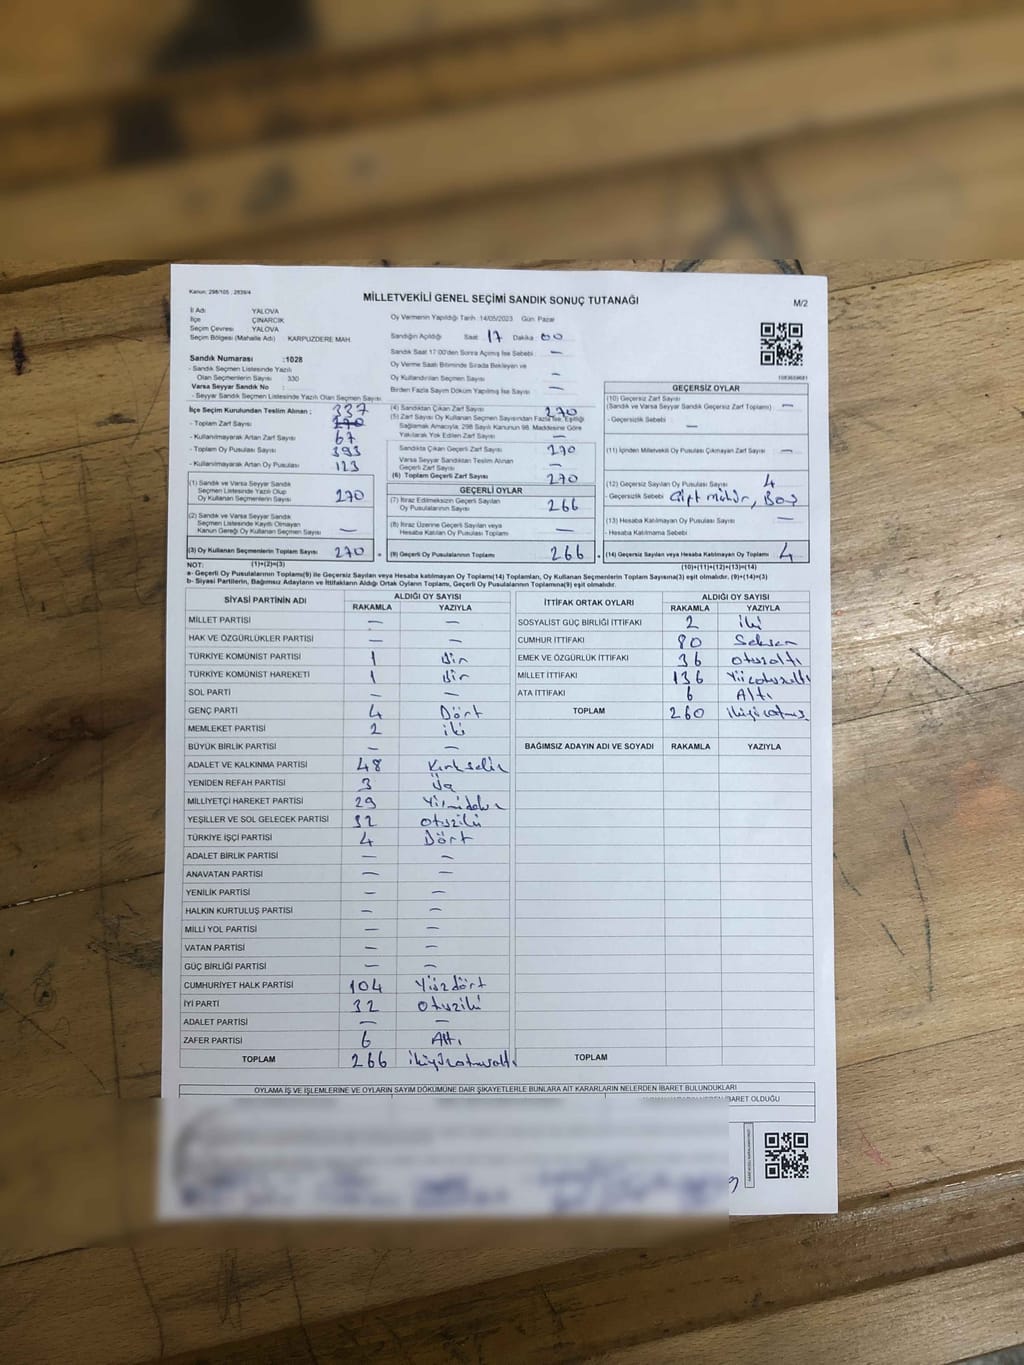 Kanun: 298/105 , 2839/4
MİLLETVEKİLİ GENEL SEÇİMİ SANDIK SONUÇ TUTANAĞI
M/2
İl Adı : YALOVA
İlçe : ÇINARCIK
Seçim Çevresi : YALOVA
Seçim Bölgesi (Mahalle Adı) : KARPUZDERE MAH.
Oy Vermenin Yapıldığı Tarih :14/05/2023 Gün: Pazar
Sandığın Açıldığı Saat 17 Dakika 00
Sandık Saat 17:00'den Sonra Açılmış İse Sebebi : —
Oy Verme Saati Bitiminde Sırada Bekleyen ve
Oy Kullandırılan Seçmen Sayısı : —
Birden Fazla Sayım Döküm Yapılmış İse Sayısı : —
Sandık Numarası :1028
- Sandık Seçmen Listesinde Yazılı
Olan Seçmenlerin Sayısı : 330
Varsa Seyyar Sandık No :
- Seyyar Sandık Seçmen Listesinde Yazılı Olan Seçmen Sayısı
İlçe Seçim Kurulundan Teslim Alınan ; 337
- Toplam Zarf Sayısı : 270
- Kullanılmayarak Artan Zarf Sayısı : 67
- Toplam Oy Pusulası Sayısı : 393
- Kullanılmayarak Artan Oy Pusulası : 123
(1) Sandık ve Varsa Seyyar Sandık
Seçmen Listesinde Yazılı Olup
Oy Kullanan Seçmenlerin Sayısı : 270
(2) Sandık ve Varsa Seyyar Sandık
Seçmen Listesinde Kayıtlı Olmayan
Kanun Gereği Oy Kullanan Seçmen Sayısı : —
(3) Oy Kullanan Seçmenlerin Toplam Sayısı : 270
(1)+(2)=(3)
(4) Sandıktan Çıkan Zarf Sayısı : 270
(5) Zarf Sayısı Oy Kullanan Seçmen Sayısından Fazla ise, Eşitliği
Sağlamak Amacıyla; 298 Sayılı Kanunun 98. Maddesine Göre
Yakılarak Yok Edilen Zarf Sayısı : —
Sandıkta Çıkan Geçerli Zarf Sayısı : 270
Varsa Seyyar Sandıktan Teslim Alınan
Geçerli Zarf Sayısı : —
(6) Toplam Geçerli Zarf Sayısı : 270
GEÇERLİ OYLAR
(7) İtiraz Edilmeksizin Geçerli Sayılan
Oy Pusulasının Sayısı : 266
(8) İtiraz Üzerine Geçerli Sayılan veya
Hesaba Katılan Oy Pusulası Toplamı : —
(9) Geçerli Oy Pusulalarının Toplamı : 266
1083659681
GEÇERSİZ OYLAR
(10) Geçersiz Zarf Sayısı
(Sandık ve Varsa Seyyar Sandık Geçersiz Zarf Toplamı) : —
- Geçersizlik Sebebi : —
(11) İçinden Milletvekili Oy Pusulası Çıkmayan Zarf Sayısı : —
(12) Geçersiz Sayılan Oy Pusulası Sayısı : 4
- Geçersizlik Sebebi : Çift mühür, Boş
(13) Hesaba Katılmayan Oy Pusulası Sayısı : —
- Hesaba Katılmama Sebebi :
(14) Geçersiz Sayılan veya Hesaba Katılmayan Oy Toplamı : 4
(10)+(11)+(12)+(13)=(14)
NOT:
a- Geçerli Oy Pusulalarının Toplamı(9) ile Geçersiz Sayılan veya Hesaba katılmayan Oy Toplamı(14) Toplamları, Oy Kullanan Seçmenlerin Toplam Sayısına(3) eşit olmalıdır. (9)+(14)=(3)
b- Siyasi Partilerin, Bağımsız Adayların ve İttifakların Aldığı Ortak Oyların Toplamı, Geçerli Oy Pusulalarının Toplamına(9) eşit olmalıdır.
SİYASİ PARTİNİN ADI ALDIĞI OY SAYISI
RAKAMLA YAZIYLA
MİLLET PARTİSİ — —
HAK VE ÖZGÜRLÜKLER PARTİSİ — —
TÜRKİYE KOMÜNİST PARTİSİ 1 Bir
TÜRKİYE KOMÜNİST HAREKETİ 1 Bir
SOL PARTİ — —
GENÇ PARTİ 4 Dört
MEMLEKET PARTİSİ 2 iki
BÜYÜK BİRLİK PARTİSİ — —
ADALET VE KALKINMA PARTİSİ 48 Kırksekiz
YENİDEN REFAH PARTİSİ 3 Üç
MİLLİYETÇİ HAREKET PARTİSİ 29 Yirmidokuz
YEŞİLLER VE SOL GELECEK PARTİSİ 32 otuziki
TÜRKİYE İŞÇİ PARTİSİ 4 Dört
ADALET BİRLİK PARTİSİ — —
ANAVATAN PARTİSİ — —
YENİLİK PARTİSİ — —
HALKIN KURTULUŞ PARTİSİ — —
MİLLİ YOL PARTİSİ — —
VATAN PARTİSİ — —
GÜÇ BİRLİĞİ PARTİSİ — —
CUMHURİYET HALK PARTİSİ 104 Yüzdört
İYİ PARTİ 32 otuziki
ADALET PARTİSİ — —
ZAFER PARTİSİ 6 Altı
TOPLAM 266 ikiyüzatmışaltı
İTTİFAK ORTAK OYLARI ALDIĞI OY SAYISI
RAKAMLA YAZIYLA
SOSYALİST GÜÇ BİRLİĞİ İTTİFAKI 2 iki
CUMHUR İTTİFAKI 80 Seksen
EMEK VE ÖZGÜRLÜK İTTİFAKI 36 otuzaltı
MİLLET İTTİFAKI 136 Yüzotuzaltı
ATA İTTİFAKI 6 Altı
TOPLAM 260 ikiyüzatmış
BAĞIMSIZ ADAYIN ADI VE SOYADI RAKAMLA YAZIYLA
TOPLAM
OYLAMA İŞ VE İŞLEMLERİNE VE OYLARIN SAYIM DÖKÜMÜNE DAİR ŞİKAYETLERLE BUNLARA AİT KARARLARIN NELERDEN İBARET BULUNDUKLARI
İBARET OLDUĞU